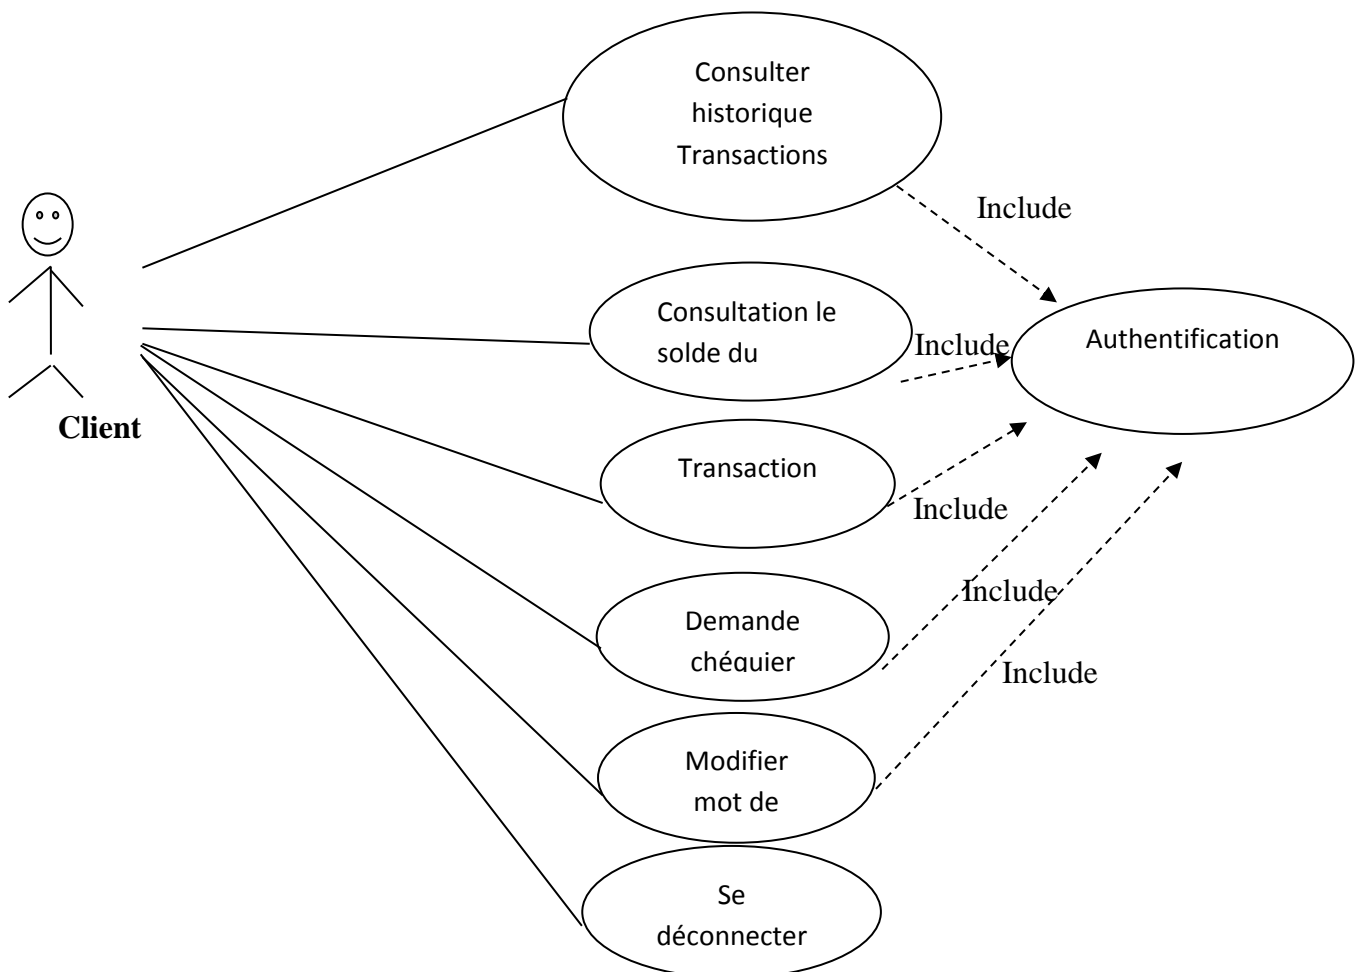 Consulter
historique
Transactions
Include
Consultation le
solde du
Include
Authentification
Client
Transaction
Include
Demande
chéquier
Include
Include
Modifier
mot de
Se
déconnecter